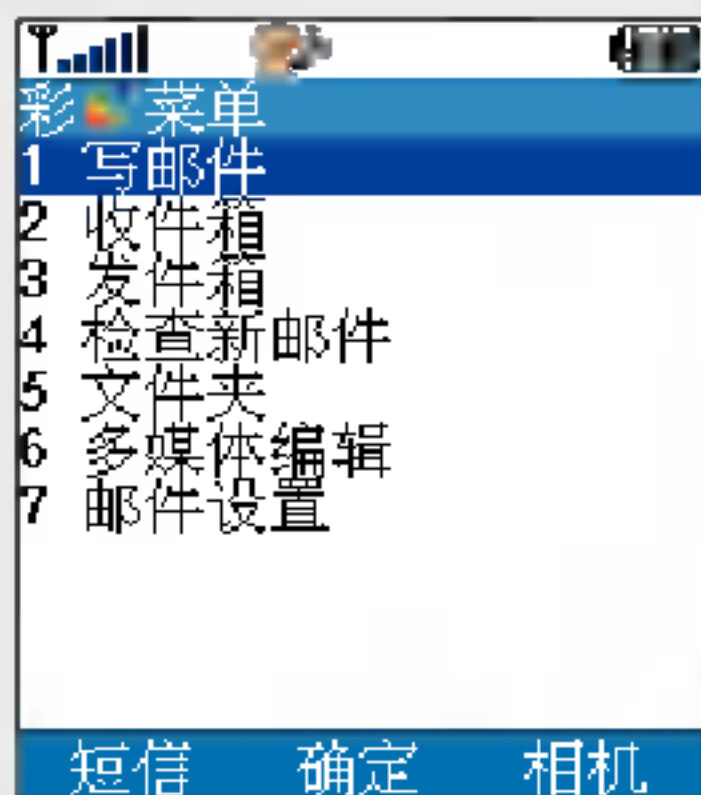 彩e菜单
1 写邮件
2 收件箱
3 发件箱
4 检查新邮件
5 文件夹
6 多媒体编辑
7 邮件设置
短信 确定 相机